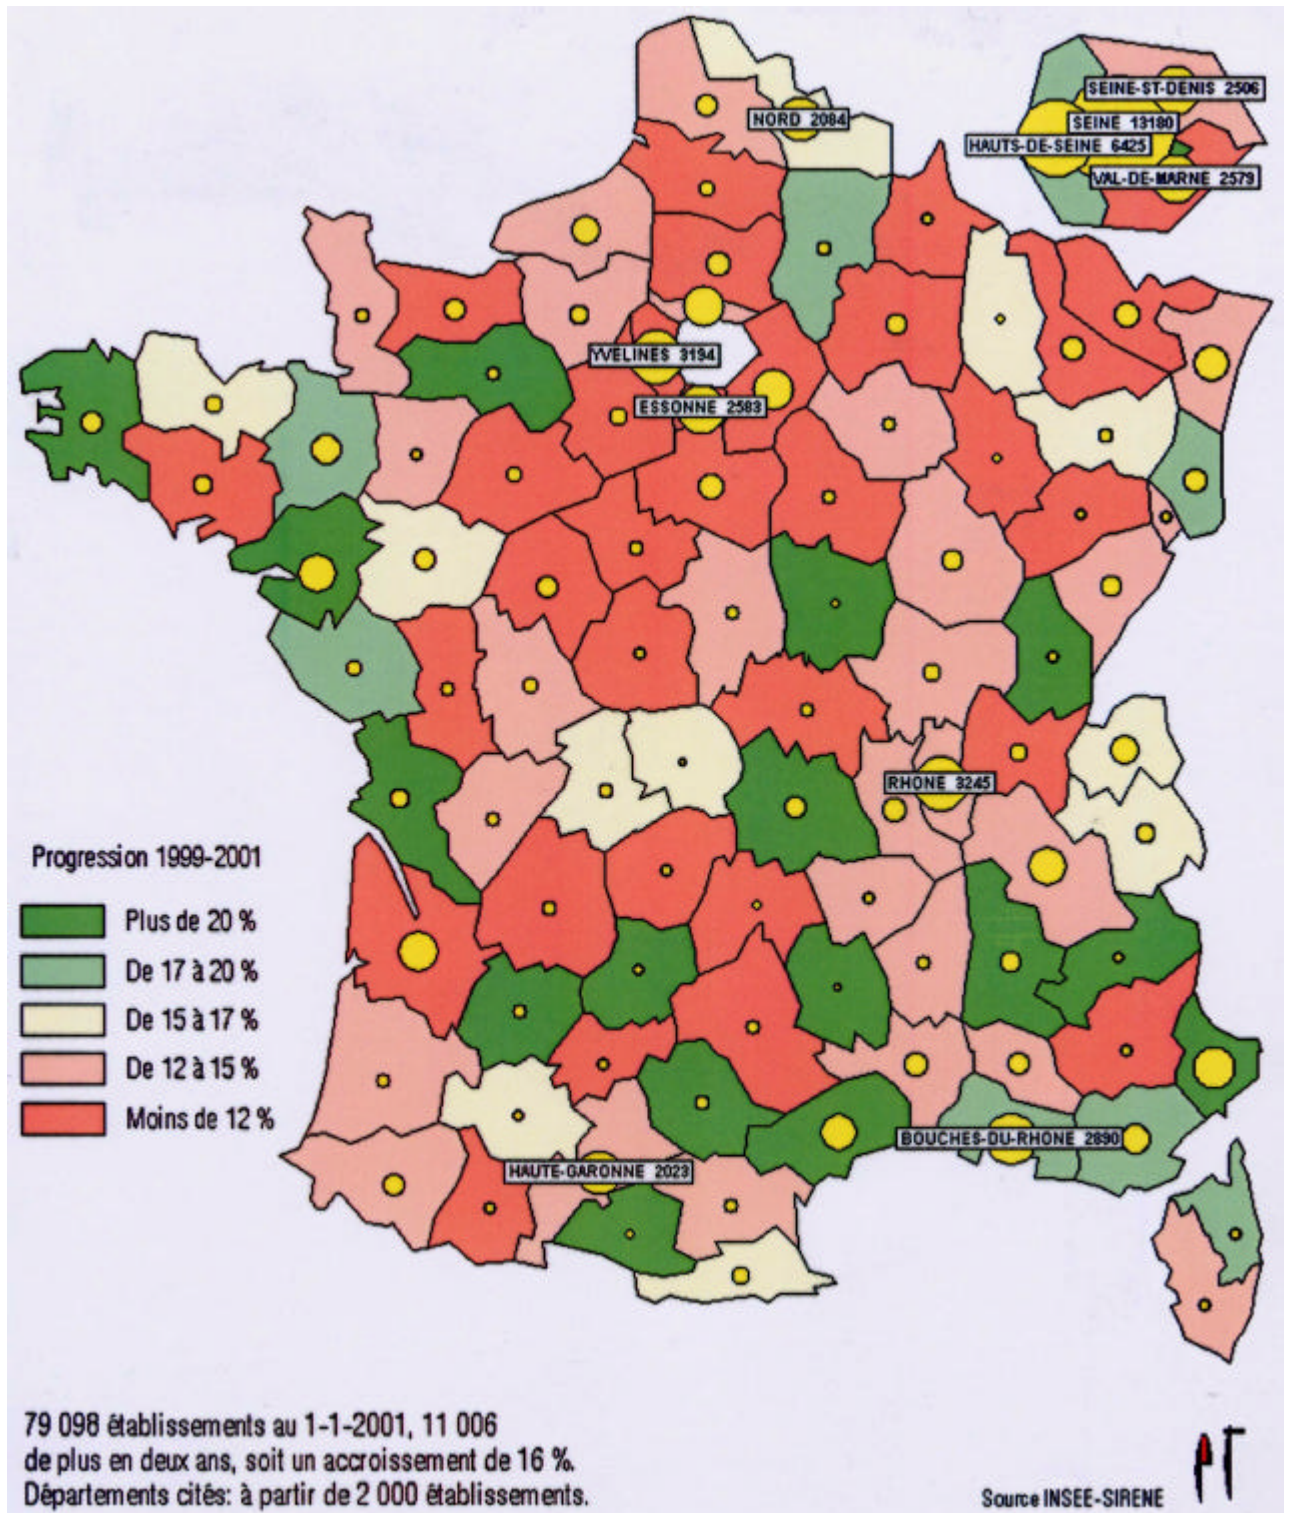 SEINE-ST-DENIS 2506
NORD 2084
SEINE 13180
HAUTS-DE-SEINE 6425
VAL-DE-MARNE 2579
YVELINES 3194
ESSONNE 2583
RHONE 3245
Progression 1999-2001
Plus de 20 %
De 17 à 20 %
De 15 à 17 %
De 12 à 15 %
Moins de 12 %
BOUCHES-DU-RHONE 2890
HAUTE-GARONNE 2023
79 098 établissements au 1-1-2001, 11 006
de plus en deux ans, soit un accroissement de 16 %.
Départements cités: à partir de 2 000 établissements.
Source INSEE-SIRENE